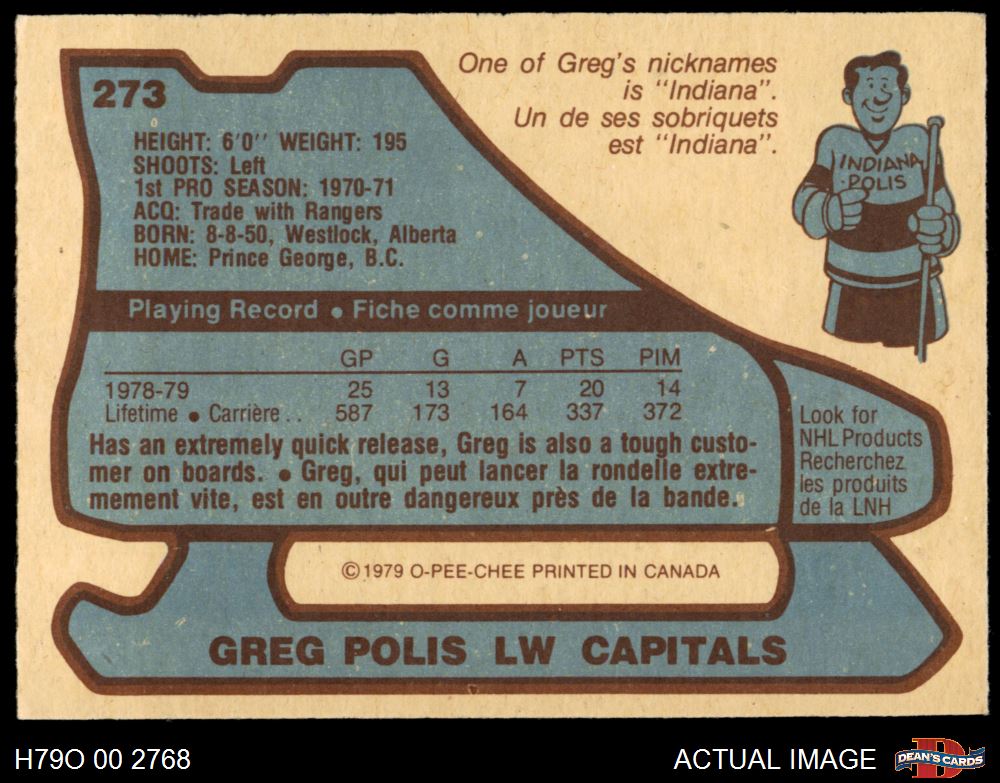 273
HEIGHT: 6'0'' WEIGHT: 195
SHOOTS: Left
1st PRO SEASON: 1970-71
ACQ: Trade with Rangers
BORN: 8-8-50, Westlock, Alberta
HOME: Prince George, B.C.
One of Greg's nicknames
is "Indiana".
Un de ses sobriquets
est "Indiana".
INDIANA
POLIS
Playing Record • Fiche comme joueur
GP G A PTS PIM
1978-79 25 13 7 20 14
Lifetime • Carrière.. 587 173 164 337 372
Has an extremely quick release, Greg is also a tough custo-
mer on boards. • Greg, qui peut lancer la rondelle extre-
mement vite, est en outre dangereux près de la bande.
Look for
NHL Products
Recherchez
les produits
de la LNH
© 1979 O-PEE-CHEE PRINTED IN CANADA
GREG POLIS LW CAPITALS
H79O 00 2768
ACTUAL IMAGE
D
DEAN'S CARDS